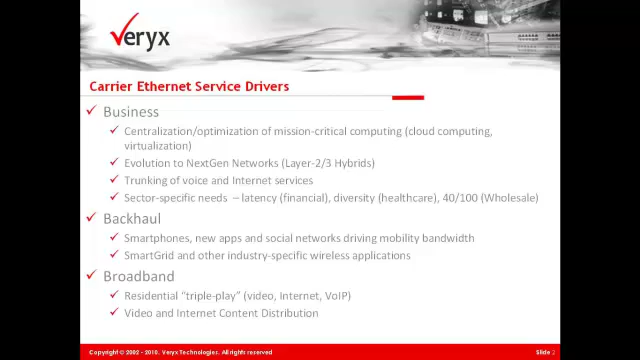 Veryx
Carrier Ethernet Service Drivers
Business
Centralization/optimization of mission-critical computing (cloud computing,
virtualization)
Evolution to NextGen Networks (Layer-2/3 Hybrids)
Trunking of voice and Internet services
Sector-specific needs – latency (financial), diversity (healthcare), 40/100 (Wholesale)
Backhaul
Smartphones, new apps and social networks driving mobility bandwidth
SmartGrid and other industry-specific wireless applications
Broadband
Residential “triple-play” (video, Internet, VoIP)
Video and Internet Content Distribution
Copyright © 2002 - 2010. Veryx Technologies. All rights reserved
Slide 2